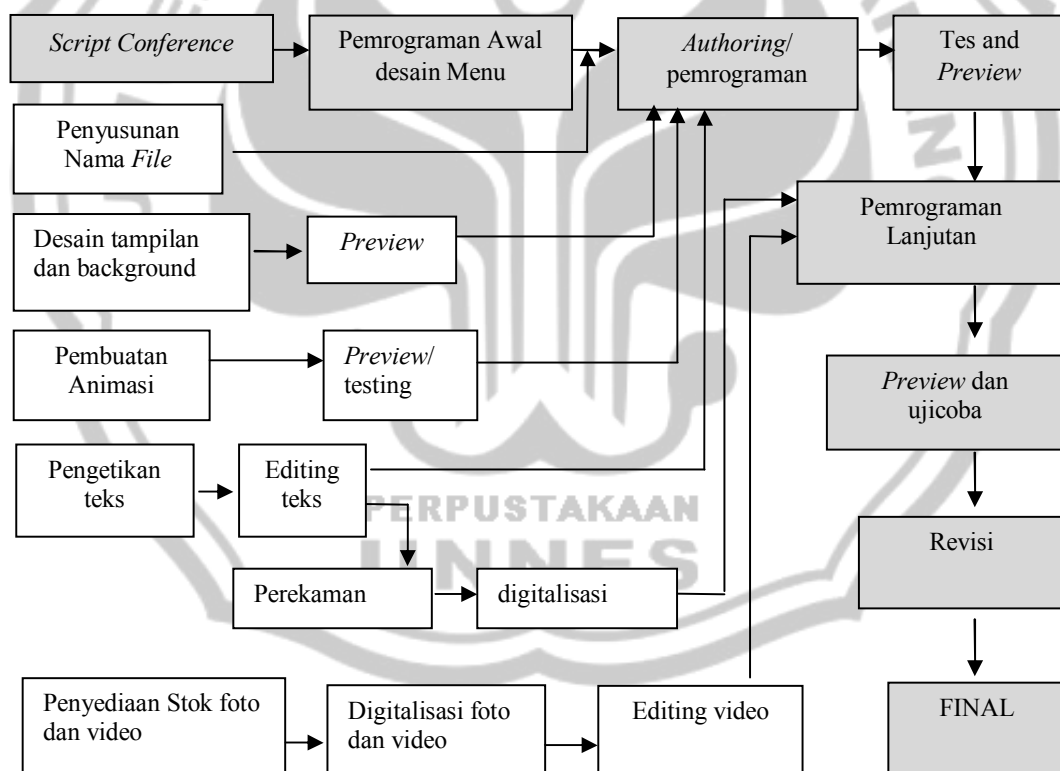 Script Conference
Pemrograman Awal
desain Menu
Authoring/
pemrograman
Tes and
Preview
Penyusunan
Nama File
Desain tampilan
dan background
Preview
Pemrograman
Lanjutan
Pembuatan
Animasi
Preview/
testing
Preview dan
ujicoba
Pengetikan
teks
Editing
teks
PERPUSTAKAAN
UNNES
Revisi
Perekaman
digitalisasi
Penyediaan Stok foto
dan video
Digitalisasi foto
dan video
Editing video
FINAL